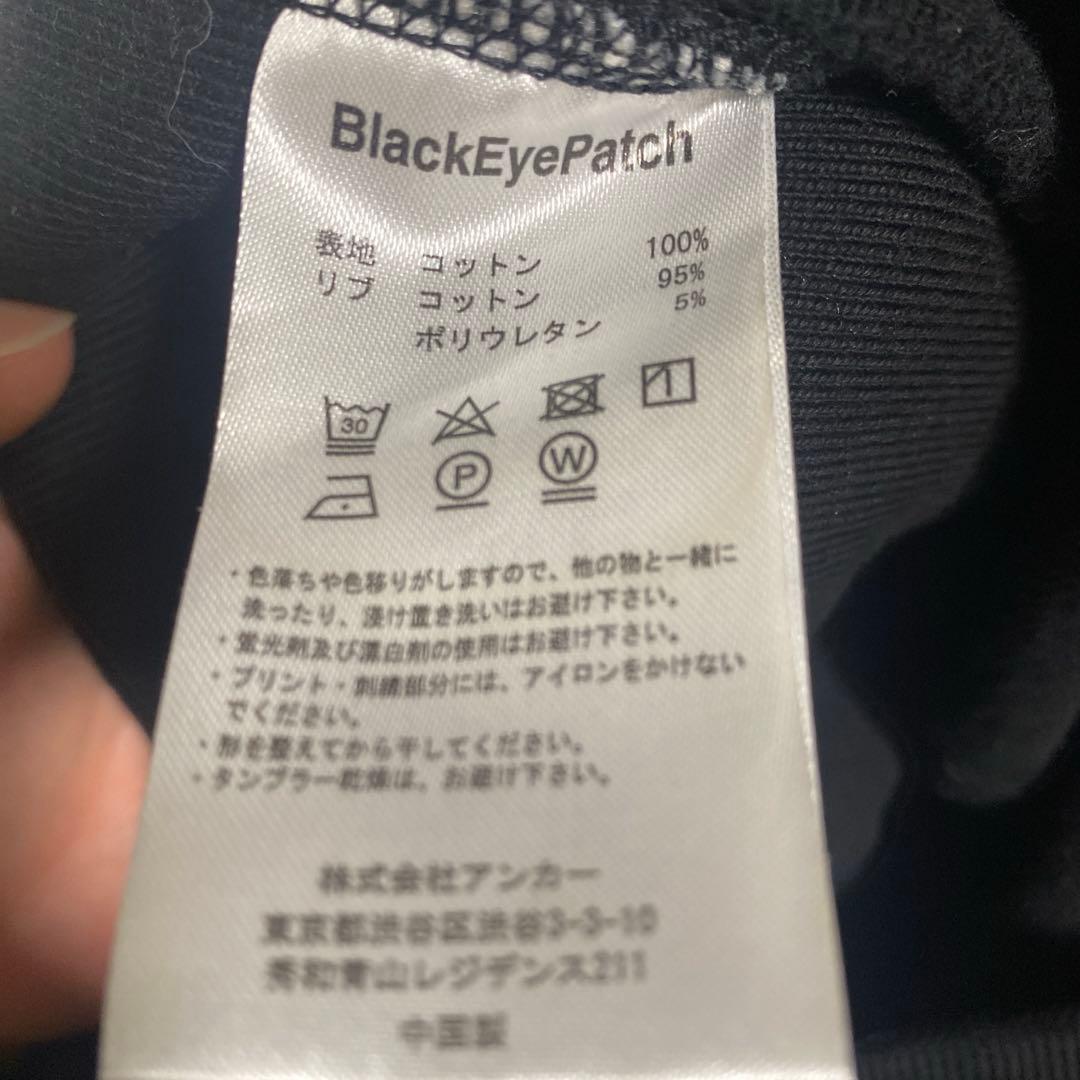 BlackEyePatch
表地 コットン 100%
リブ コットン 95%
ポリウレタン 5%
30
P W
・色落ちや色移りがしますので、他の物と一緒に
洗ったり、浸け置き洗いはお避け下さい。
・蛍光剤及び漂白剤の使用はお避け下さい。
・プリント・刺繍部分には、アイロンをかけない
でください。
・形を整えてから干してください。
・タンブラー乾燥は、お避け下さい。
株式会社アンカー
東京都渋谷区渋谷3-3-10
秀和青山レジデンス211
中国製